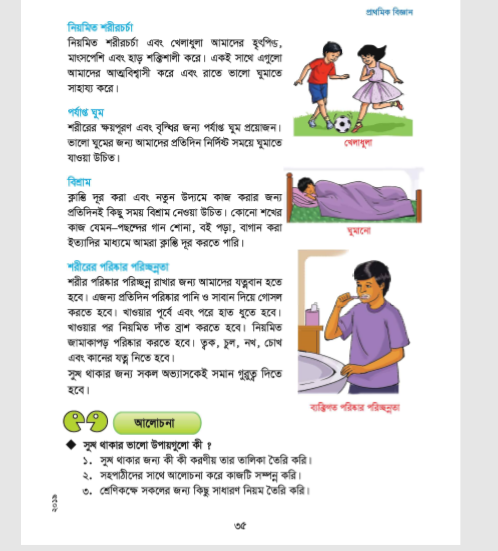 প্রাথমিক বিজ্ঞান
নিয়মিত শরীরচর্চা
নিয়মিত শরীরচর্চা এবং খেলাধুলা আমাদের হৃৎপিন্ড,
মাংসপেশি এবং হাড় শক্তিশালী করে। একই সাথে এগুলো
আমাদের আত্মবিশ্বাসী করে এবং রাতে ভালো ঘুমাতে
সাহায্য করে।
খেলাধুলা
পর্যাপ্ত ঘুম
শরীরের ক্ষয়পূরণ এবং বৃদ্ধির জন্য পর্যাপ্ত ঘুম প্রয়োজন।
ভালো ঘুমের জন্য আমাদের প্রতিদিন নির্দিষ্ট সময়ে ঘুমাতে
যাওয়া উচিত।
বিশ্রাম
ক্লান্তি দূর করা এবং নতুন উদ্যমে কাজ করার জন্য
প্রতিদিনই কিছু সময় বিশ্রাম নেওয়া উচিত। কোনো শখের
কাজ যেমন–পছন্দের গান শোনা, বই পড়া, বাগান করা
ইত্যাদির মাধ্যমে আমরা ক্লান্তি দূর করতে পারি।
ঘুমানো
শরীরের পরিষ্কার পরিচ্ছন্নতা
শরীর পরিষ্কার পরিচ্ছন্ন রাখার জন্য আমাদের যত্নবান হতে
হবে। এজন্য প্রতিদিন পরিষ্কার পানি ও সাবান দিয়ে গোসল
করতে হবে। খাওয়ার পূর্বে এবং পরে হাত ধুতে হবে।
খাওয়ার পর নিয়মিত দাঁত ব্রাশ করতে হবে। নিয়মিত
জামাকাপড় পরিষ্কার করতে হবে। ত্বক, চুল, নখ, চোখ
এবং কানের যত্ন নিতে হবে।
সুস্থ থাকার জন্য সকল অভ্যাসকেই সমান গুরুত্ব দিতে
হবে।
ব্যক্তিগত পরিষ্কার পরিচ্ছন্নতা
আলোচনা
◆ সুস্থ থাকার ভালো উপায়গুলো কী ?
১. সুস্থ থাকার জন্য কী কী করণীয় তার তালিকা তৈরি করি।
২. সহপাঠীদের সাথে আলোচনা করে কাজটি সম্পন্ন করি।
৩. শ্রেণিকক্ষে সকলের জন্য কিছু সাধারণ নিয়ম তৈরি করি।
২০১৯
৩৫